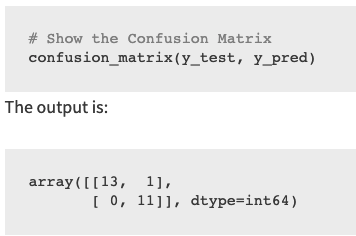 # Show the Confusion Matrix
confusion_matrix(y_test, y_pred)
The output is:
array([[13,  1],
       [ 0, 11]], dtype=int64)